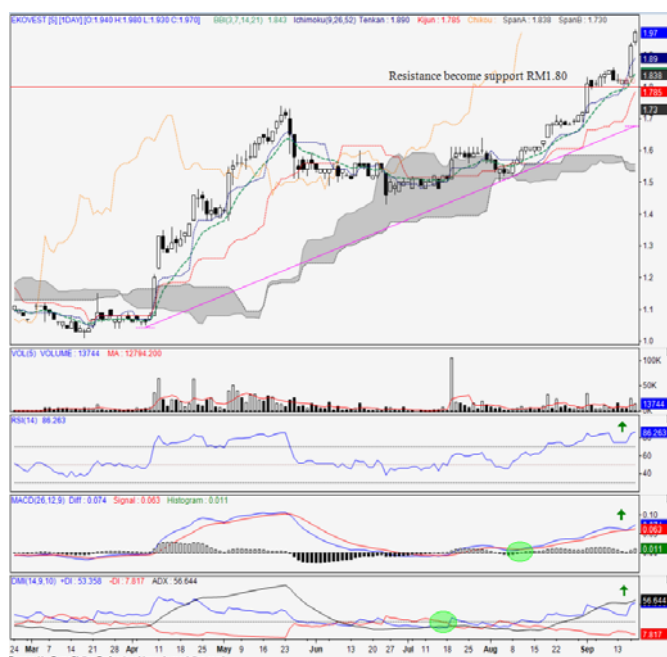 EKOVEST [S] [1DAY] [O:1.940 H:1.980 L:1.930 C:1.970] BBI(3,7,14,21) 1.843 Ichimoku(9,26,52) Tenkan : 1.890 Kijun : 1.785 Chikou : SpanA : 1.838 SpanB : 1.730
1.97
1.89
Resistance become support RM1.80
1.838
1.785
1.73
1.7
1.6
1.5
1.4
1.3
1.2
1.1
1.0
VOL(5) VOLUME : 13744 MA : 12794.200
100K
50K
13744
RSI(14) 86.263
86.263
60
40
MACD(26,12,9) Diff : 0.074 Signal : 0.063 Histogram : 0.011
0.10
0.063
0.011
DMI(14,9,10) +DI : 53.358 -DI : 7.817 ADX : 56.644
56.644
7.817
24 Mar 7 14 21 Apr 11 18 25 May 9 16 23 Jun 13 20 27 Jul 11 18 25 Aug 8 15 22 Sep 13